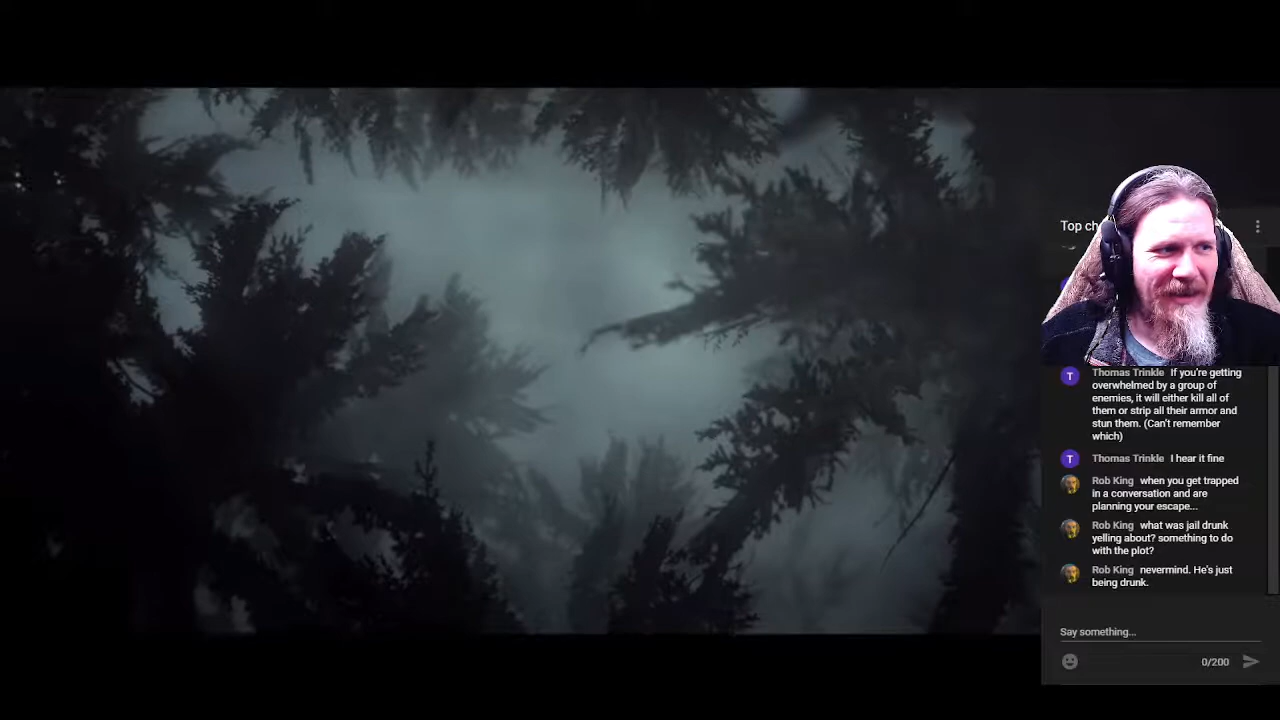 Top ch
T
Thomas Trinkle If you're getting
overwhelmed by a group of
enemies, it will either kill all of
them or strip all their armor and
stun them. (Can't remember
which)
T
Thomas Trinkle I hear it fine
Rob King when you get trapped
in a conversation and are
planning your escape...
Rob King what was jail drunk
yelling about? something to do
with the plot?
Rob King nevermind. He's just
being drunk.
Say something...
0/200